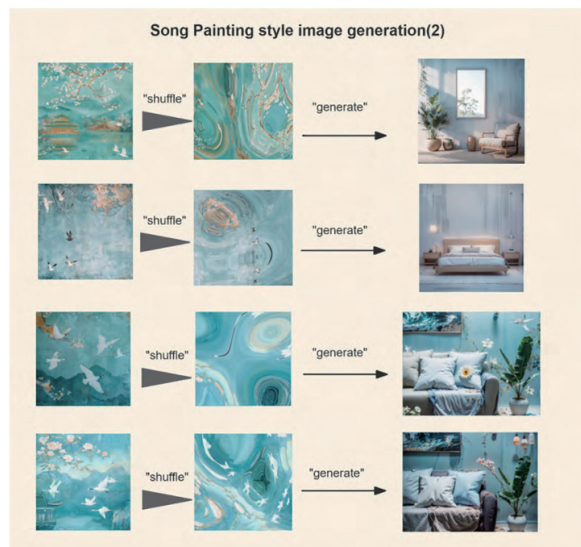 Song Painting style image generation(2)
"shuffle"
"generate"
"shuffle"
"generate"
"shuffle"
"generate"
"shuffle"
"generate"